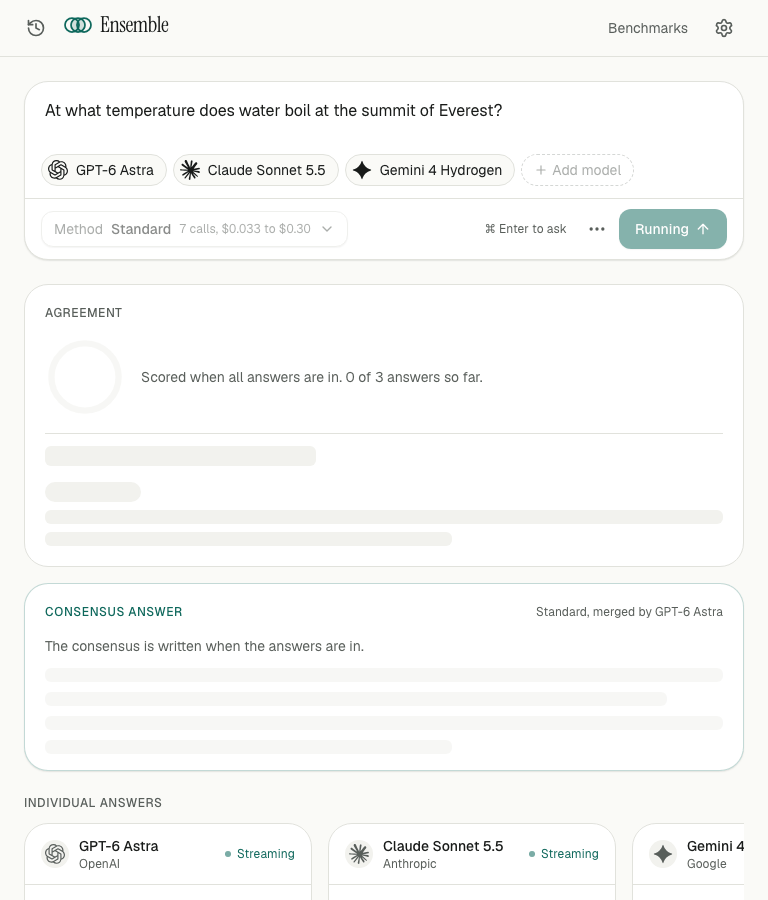 Ensemble
Benchmarks
At what temperature does water boil at the summit of Everest?
GPT-6 Astra
Claude Sonnet 5.5
Gemini 4 Hydrogen
+ Add model
Method Standard 7 calls, $0.033 to $0.30
⌘ Enter to ask
Running
AGREEMENT
Scored when all answers are in. 0 of 3 answers so far.
CONSENSUS ANSWER
Standard, merged by GPT-6 Astra
The consensus is written when the answers are in.
INDIVIDUAL ANSWERS
GPT-6 Astra
OpenAI
Streaming
Claude Sonnet 5.5
Anthropic
Streaming
Gemini 4
Google